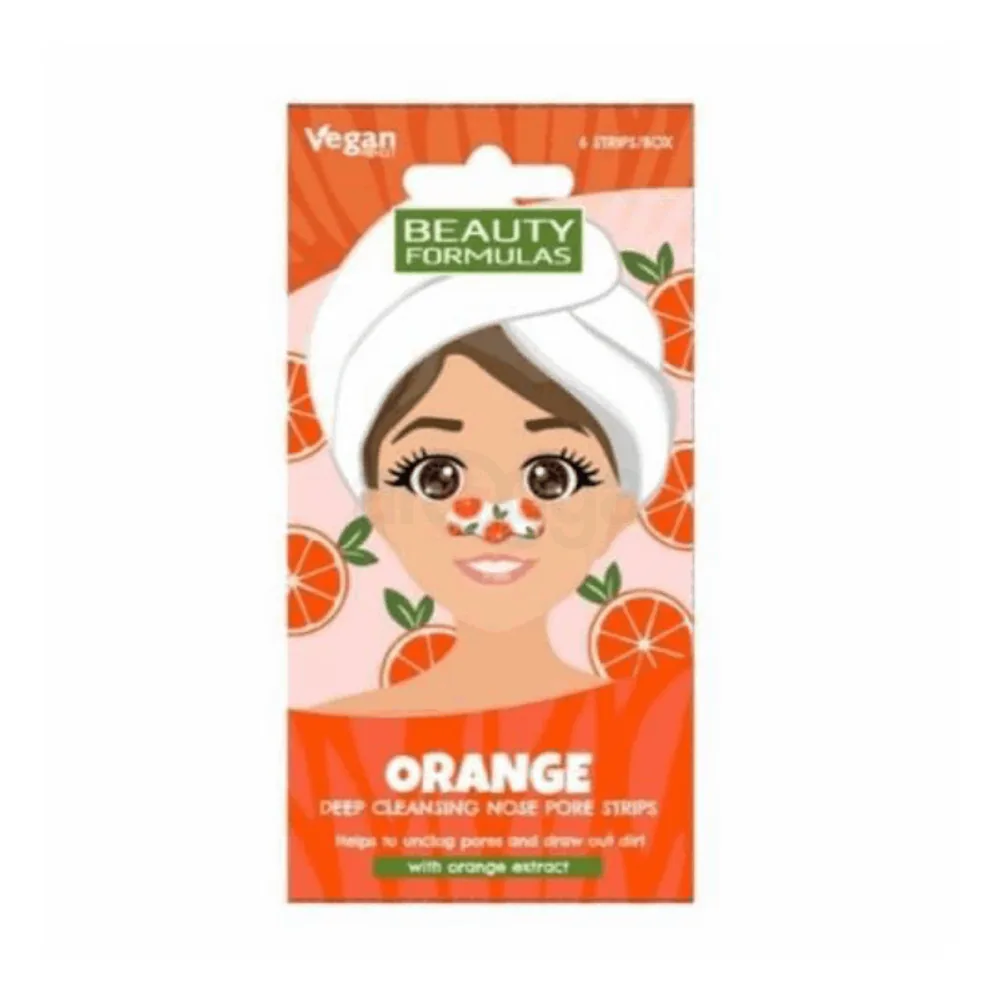 Vegan
6 STRIPS/BOX
BEAUTY
FORMULAS
ORANGE
DEEP CLEANSING NOSE PORE STRIPS
Helps to unclog pores and draw out dirt
with orange extract